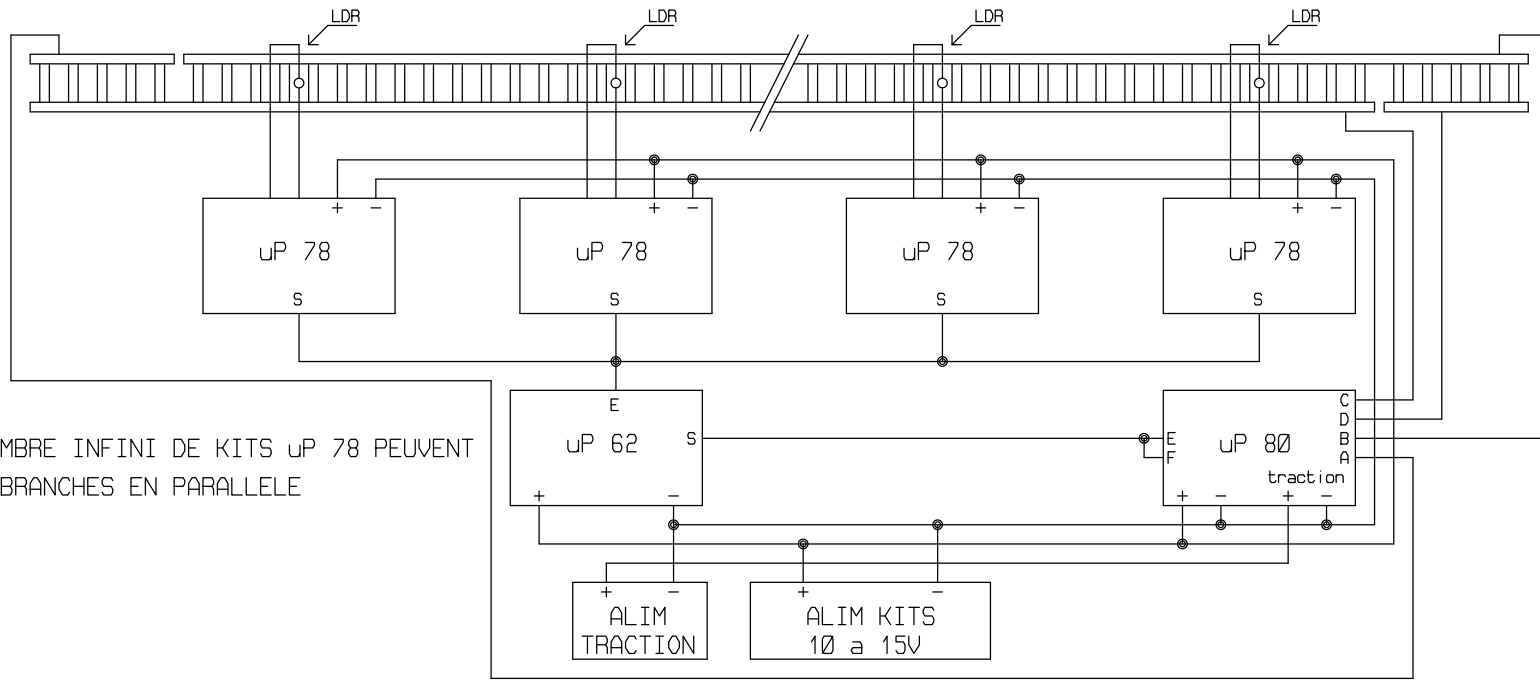 LDR LDR LDR LDR
+ − + − + − + −
uP 78 uP 78 uP 78 uP 78
S S S S
E
uP 62
S
+ −
C
D
E uP 80 B
F A
traction
+ − + −
MBRE INFINI DE KITS uP 78 PEUVENT
BRANCHES EN PARALLELE
+ −
ALIM
TRACTION
+ −
ALIM KITS
10 a 15V